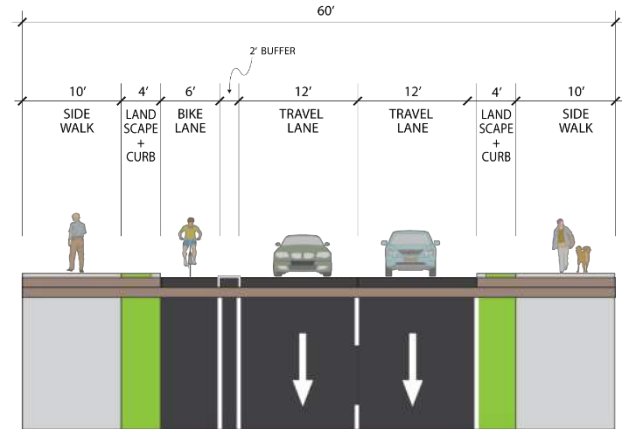 60'
2' BUFFER
10' 4' 6' 12' 12' 4' 10'
SIDE LAND BIKE TRAVEL TRAVEL LAND SIDE
WALK SCAPE LANE LANE LANE SCAPE WALK
+ +
CURB CURB